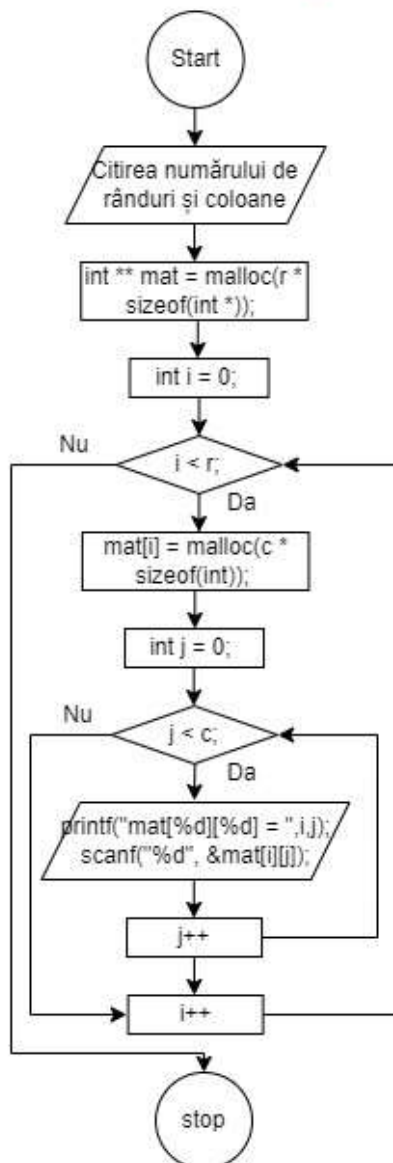 Start
Citirea numărului de
rânduri și coloane
int ** mat = malloc(r *
sizeof(int *));
int i = 0;
Nu
i < r;
Da
mat[i] = malloc(c *
sizeof(int));
int j = 0;
Nu
j < c;
Da
printf("mat[%d][%d] = ",i,j);
scanf("%d", &mat[i][j]);
j++
i++
stop